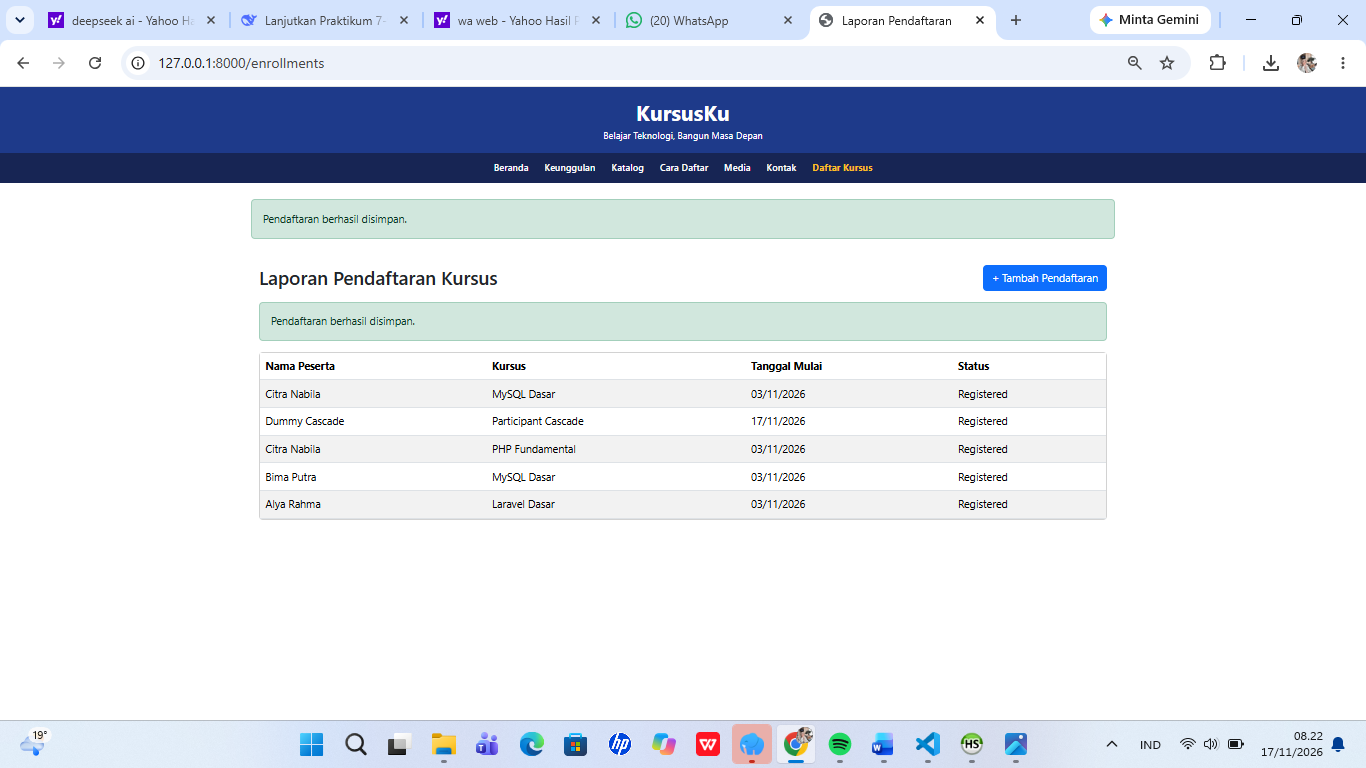 deepseek ai - Yahoo Ha
Lanjutkan Praktikum 7-
wa web - Yahoo Hasil P
(20) WhatsApp
Laporan Pendaftaran
Minta Gemini
127.0.0.1:8000/enrollments
KursusKu
Belajar Teknologi, Bangun Masa Depan
Beranda Keunggulan Katalog Cara Daftar Media Kontak Daftar Kursus
Pendaftaran berhasil disimpan.
Laporan Pendaftaran Kursus
+ Tambah Pendaftaran
Pendaftaran berhasil disimpan.
Nama Peserta Kursus Tanggal Mulai Status
Citra Nabila MySQL Dasar 03/11/2026 Registered
Dummy Cascade Participant Cascade 17/11/2026 Registered
Citra Nabila PHP Fundamental 03/11/2026 Registered
Bima Putra MySQL Dasar 03/11/2026 Registered
Alya Rahma Laravel Dasar 03/11/2026 Registered
19°
IND
08.22
17/11/2026